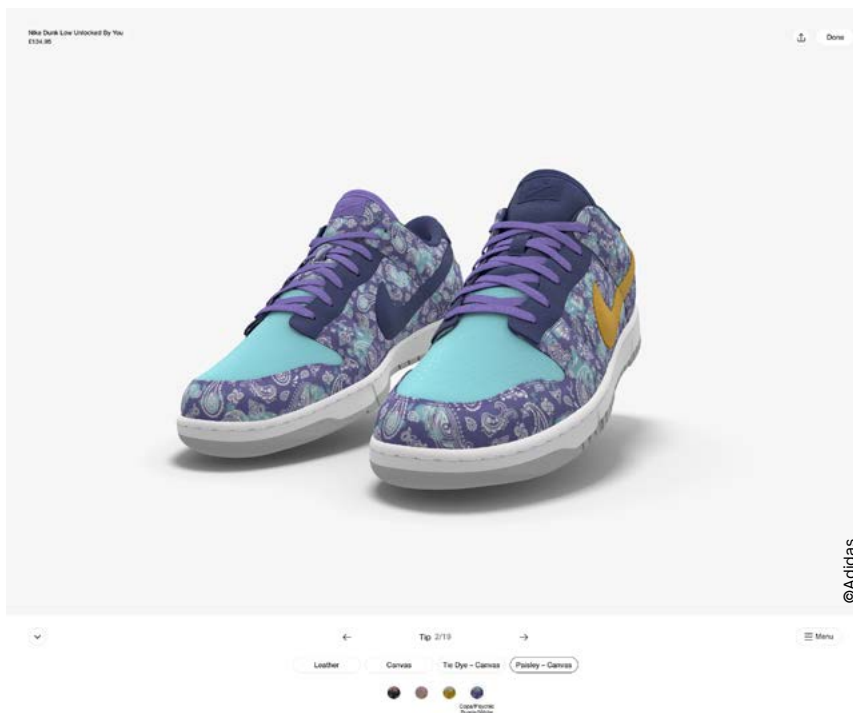 Nike Dunk Low Unlocked By You
£134.95
Done
©Adidas
Tip 2/19
Menu
Leather
Canvas
Tie Dye – Canvas
Paisley – Canvas